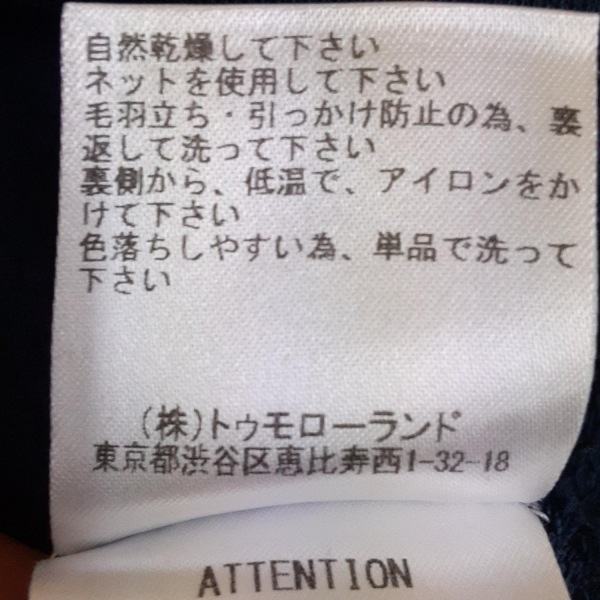 自然乾燥して下さい
ネットを使用して下さい
毛羽立ち・引っかけ防止の為、裏
返して洗って下さい
裏側から、低温で、アイロンをか
けて下さい
色落ちしやすい為、単品で洗って
下さい
(株)トゥモローランド
東京都渋谷区恵比寿西1-32-18
ATTENTION